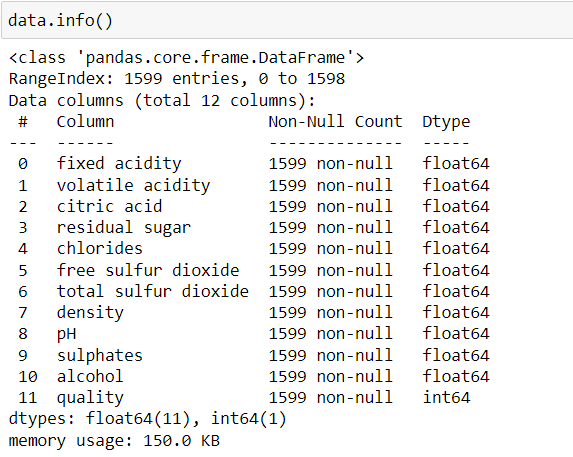 data.info()
<class 'pandas.core.frame.DataFrame'>
RangeIndex: 1599 entries, 0 to 1598
Data columns (total 12 columns):
 #   Column                Non-Null Count  Dtype
---  ------                --------------  -----
 0   fixed acidity         1599 non-null   float64
 1   volatile acidity      1599 non-null   float64
 2   citric acid           1599 non-null   float64
 3   residual sugar        1599 non-null   float64
 4   chlorides             1599 non-null   float64
 5   free sulfur dioxide   1599 non-null   float64
 6   total sulfur dioxide  1599 non-null   float64
 7   density               1599 non-null   float64
 8   pH                    1599 non-null   float64
 9   sulphates             1599 non-null   float64
 10  alcohol               1599 non-null   float64
 11  quality               1599 non-null   int64
dtypes: float64(11), int64(1)
memory usage: 150.0 KB